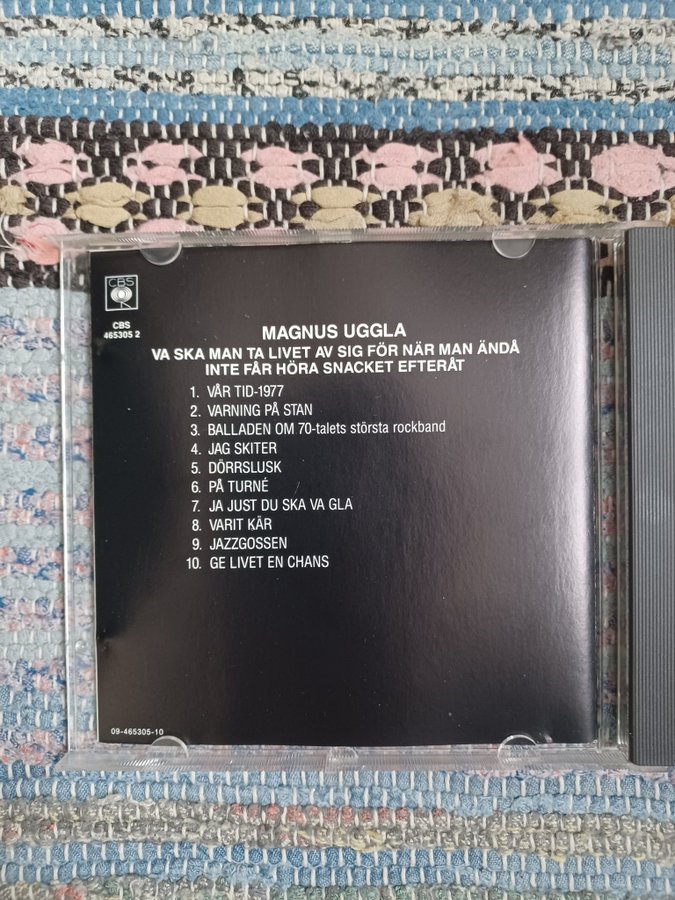 CBS
CBS
465305 2
MAGNUS UGGLA
VA SKA MAN TA LIVET AV SIG FÖR NÄR MAN ÄNDÅ
INTE FÅR HÖRA SNACKET EFTERÅT
1. VÅR TID-1977
2. VARNING PÅ STAN
3. BALLADEN OM 70-talets största rockband
4. JAG SKITER
5. DÖRRSLUSK
6. PÅ TURNÉ
7. JA JUST DU SKA VA GLA
8. VARIT KÄR
9. JAZZGOSSEN
10. GE LIVET EN CHANS
09-465305-10